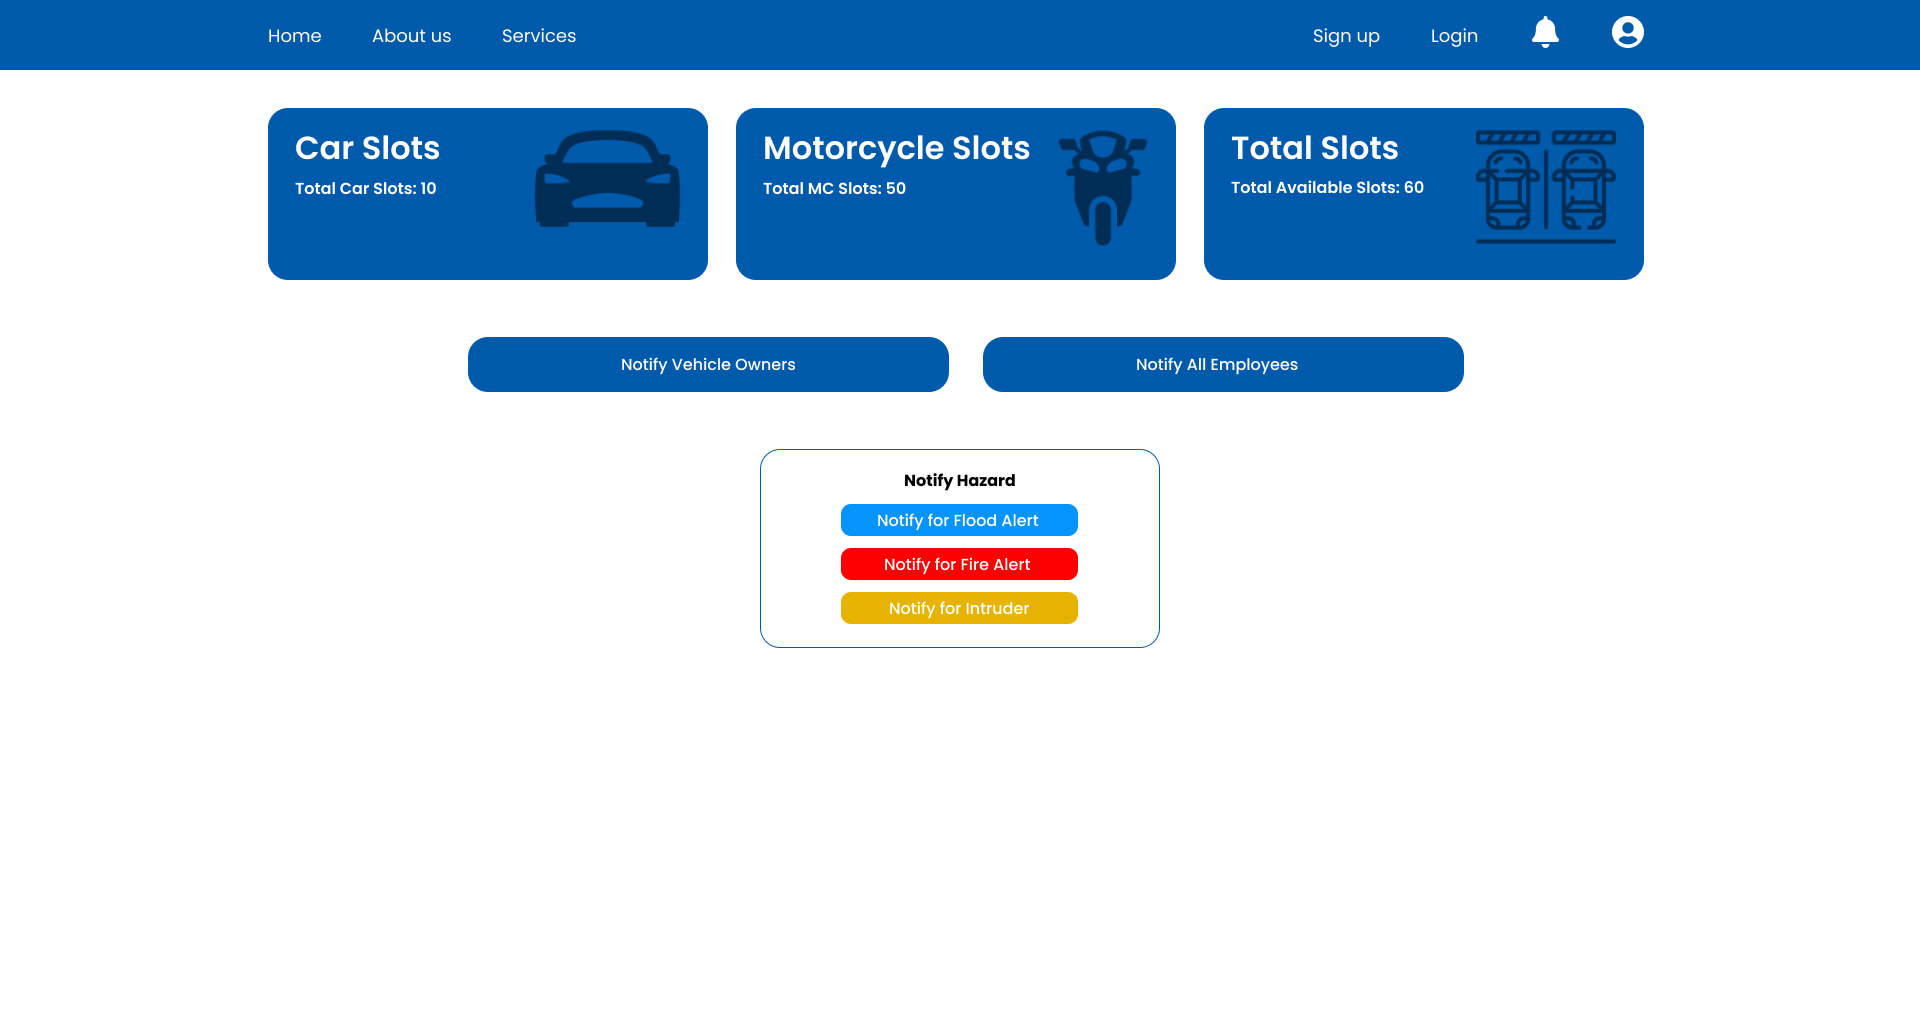 Home
About us
Services
Sign up
Login
Car Slots
Total Car Slots: 10
Motorcycle Slots
Total MC Slots: 50
Total Slots
Total Available Slots: 60
Notify Vehicle Owners
Notify All Employees
Notify Hazard
Notify for Flood Alert
Notify for Fire Alert
Notify for Intruder